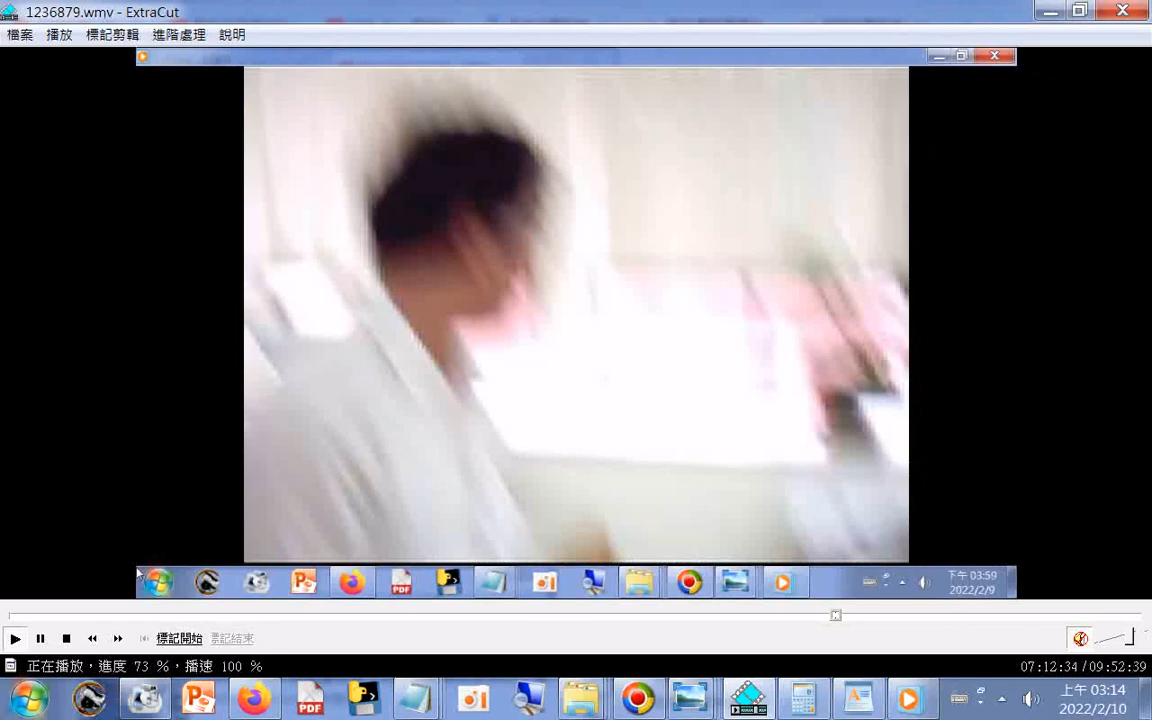 1236879.wmv - ExtraCut
檔案 播放 標記剪輯 進階處理 說明
下午 03:59
2022/2/9
標記開始 標記結束
正在播放，進度 73 %，播速 100 %
07:12:34 / 09:52:39
PDF
上午 03:14
2022/2/10